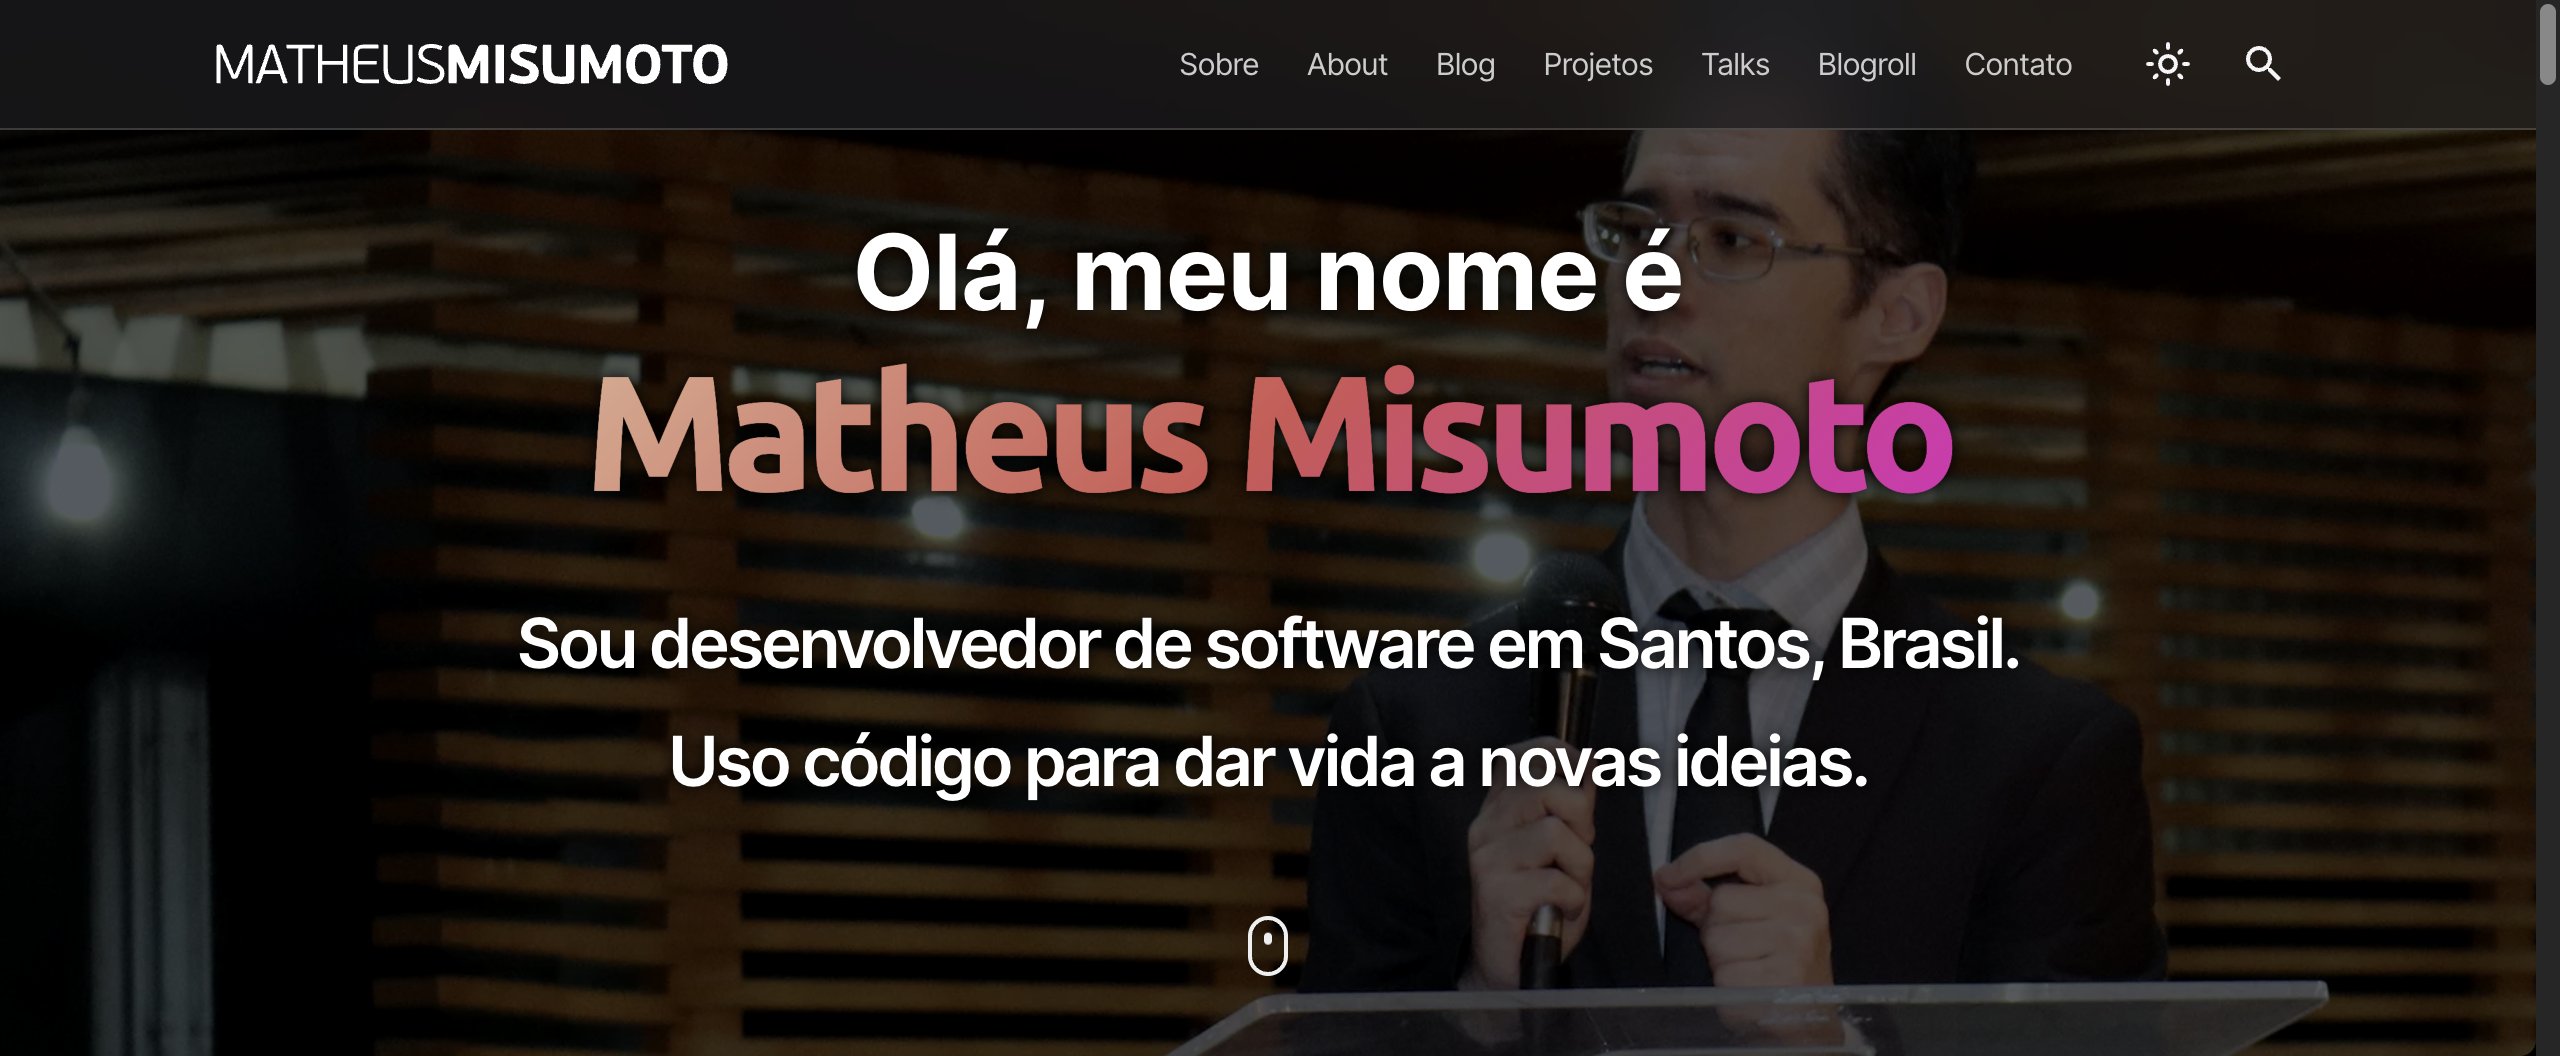 MATHEUSMISUMOTO
Sobre About Blog Projetos Talks Blogroll Contato
Olá, meu nome é
Matheus Misumoto
Sou desenvolvedor de software em Santos, Brasil.
Uso código para dar vida a novas ideias.